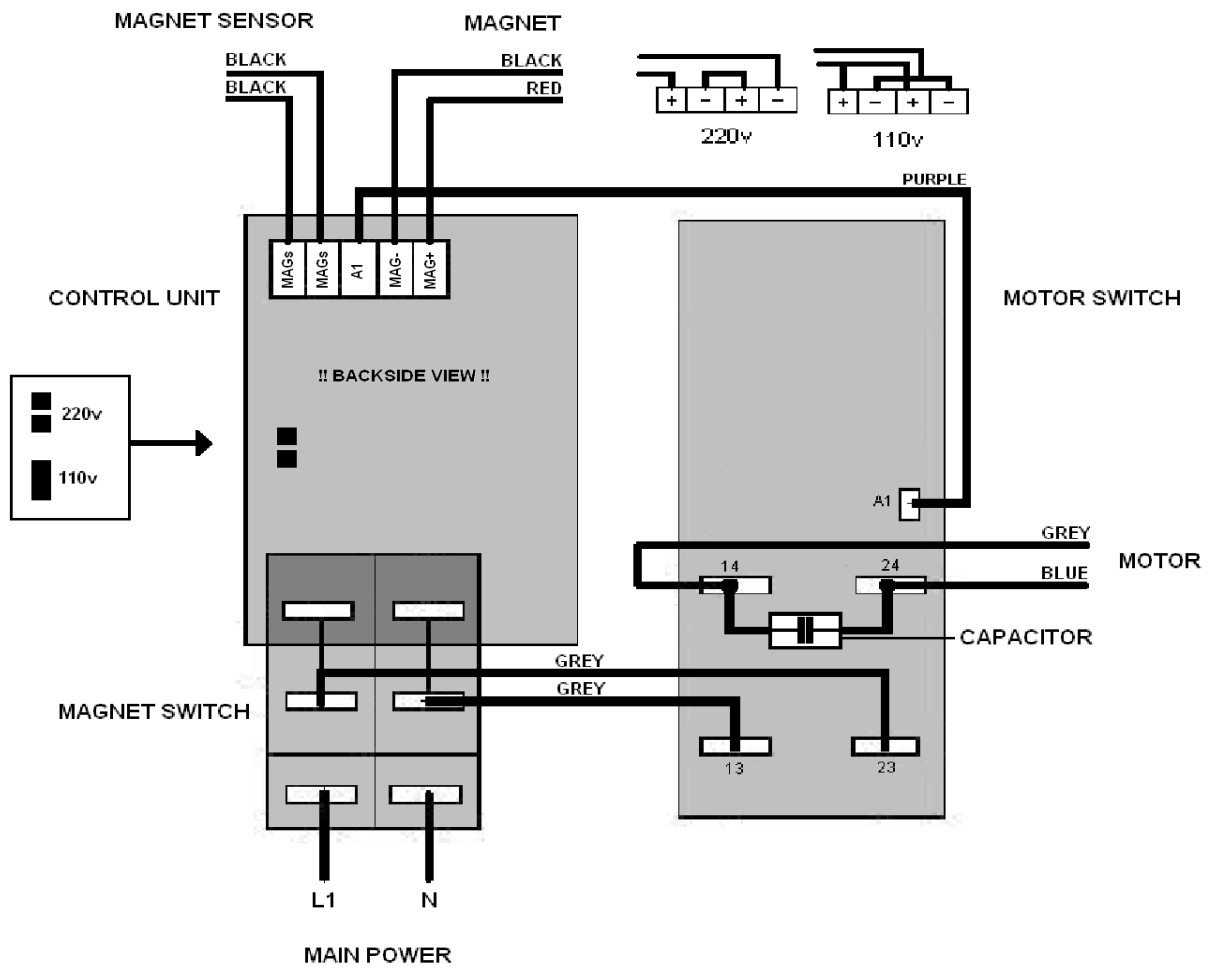 MAGNET SENSOR
MAGNET
BLACK
BLACK
BLACK
RED
+ - + -
220v
+ - + -
110v
PURPLE
MAGs
MAGs
A1
MAG-
MAG+
CONTROL UNIT
MOTOR SWITCH
!! BACKSIDE VIEW !!
220v
110v
A1
GREY
MOTOR
BLUE
14
24
CAPACITOR
GREY
GREY
MAGNET SWITCH
13
23
L1
N
MAIN POWER